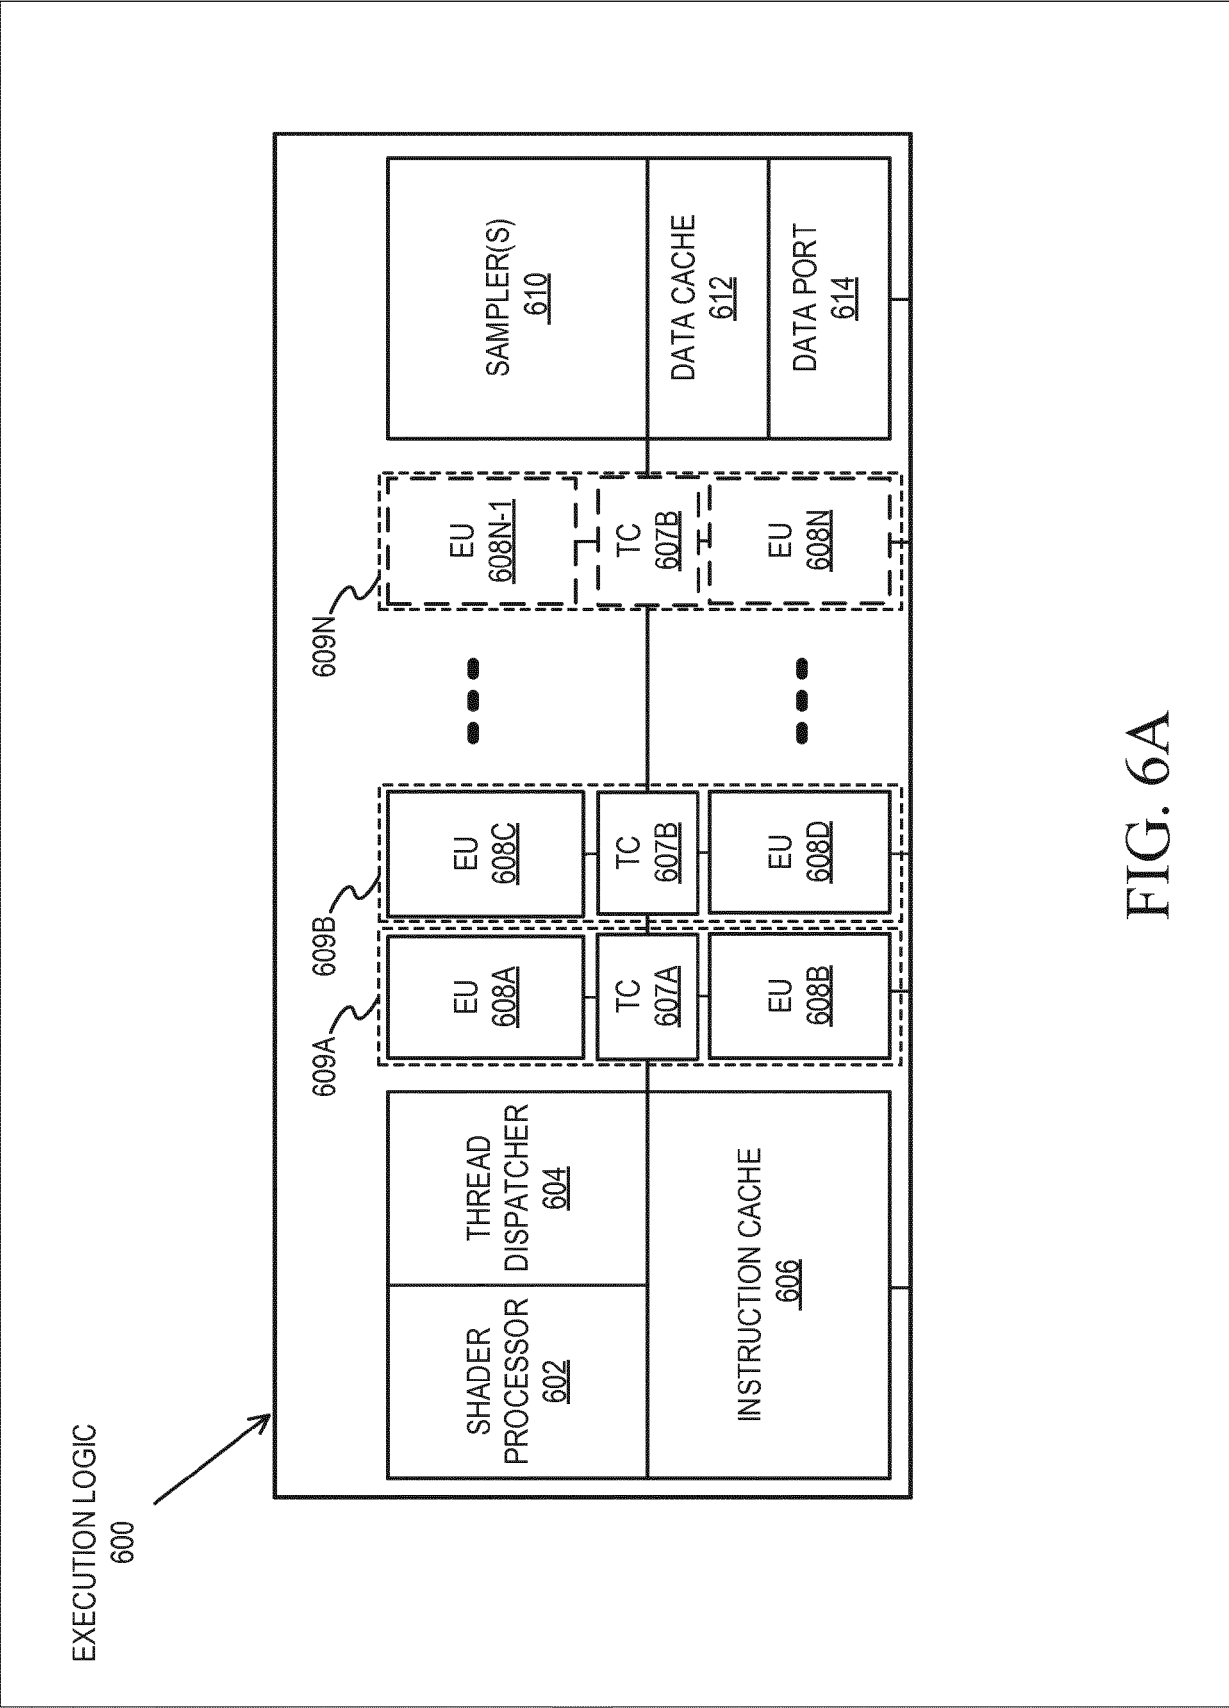 EXECUTION LOGIC
600
609A
609B
609N
SHADER
PROCESSOR
602
THREAD
DISPATCHER
604
INSTRUCTION CACHE
606
EU
608A
TC
607A
EU
608B
EU
608C
TC
607B
EU
608D
EU
608N-1
TC
607B
EU
608N
SAMPLER(S)
610
DATA CACHE
612
DATA PORT
614
FIG. 6A